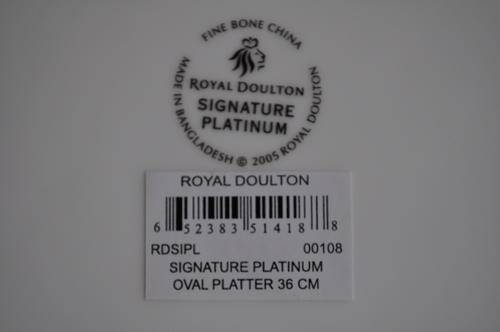 FINE BONE CHINA
ROYAL DOULTON
SIGNATURE
PLATINUM
MADE IN BANGLADESH © 2005 ROYAL DOULTON
ROYAL DOULTON
6 52383 51418 8
RDSIPL 00108
SIGNATURE PLATINUM
OVAL PLATTER 36 CM